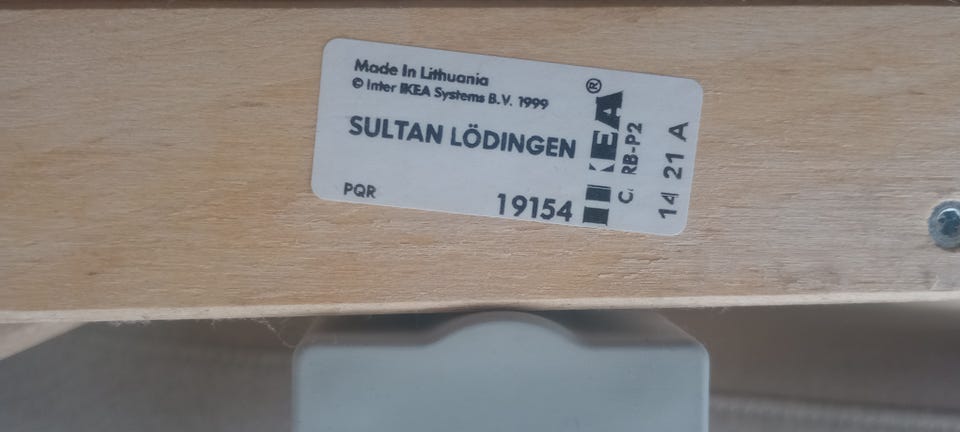 Made In Lithuania
© Inter IKEA Systems B.V. 1999
SULTAN LÖDINGEN
PQR
19154
IKEA®
RB-P2
14 21 A